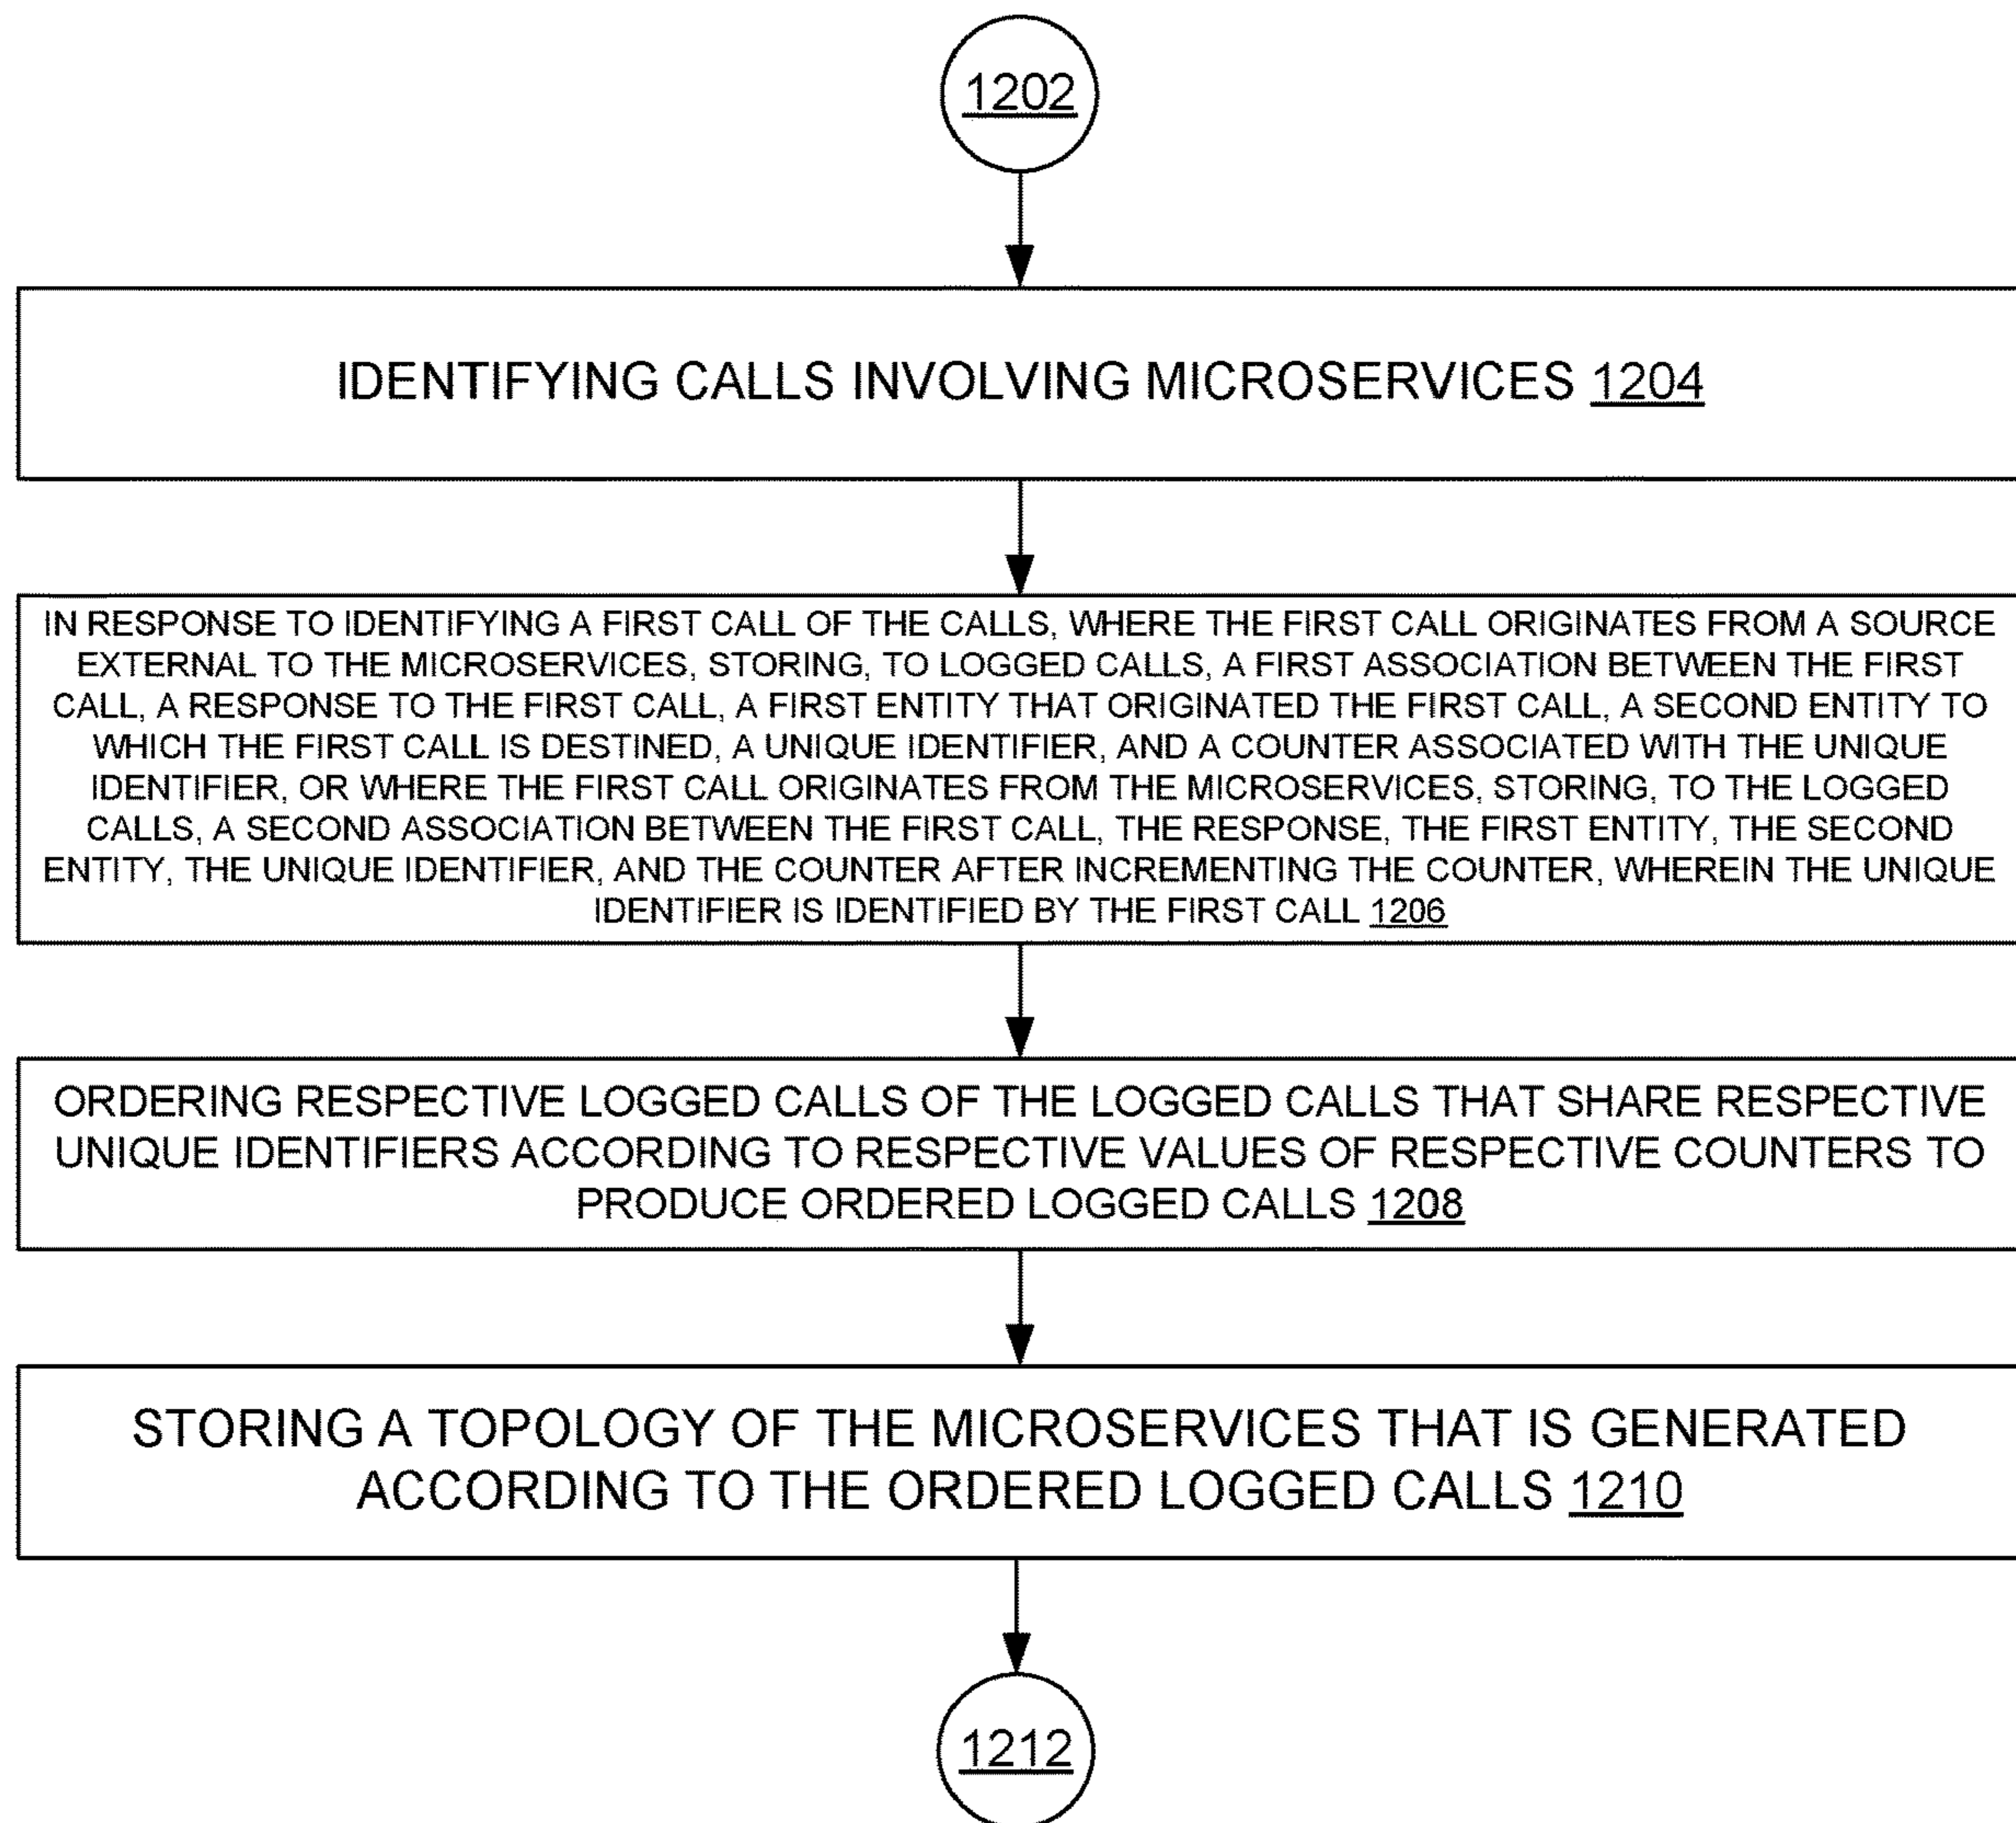 1202
IDENTIFYING CALLS INVOLVING MICROSERVICES 1204
IN RESPONSE TO IDENTIFYING A FIRST CALL OF THE CALLS, WHERE THE FIRST CALL ORIGINATES FROM A SOURCE
EXTERNAL TO THE MICROSERVICES, STORING, TO LOGGED CALLS, A FIRST ASSOCIATION BETWEEN THE FIRST
CALL, A RESPONSE TO THE FIRST CALL, A FIRST ENTITY THAT ORIGINATED THE FIRST CALL, A SECOND ENTITY TO
WHICH THE FIRST CALL IS DESTINED, A UNIQUE IDENTIFIER, AND A COUNTER ASSOCIATED WITH THE UNIQUE
IDENTIFIER, OR WHERE THE FIRST CALL ORIGINATES FROM THE MICROSERVICES, STORING, TO THE LOGGED
CALLS, A SECOND ASSOCIATION BETWEEN THE FIRST CALL, THE RESPONSE, THE FIRST ENTITY, THE SECOND
ENTITY, THE UNIQUE IDENTIFIER, AND THE COUNTER AFTER INCREMENTING THE COUNTER, WHEREIN THE UNIQUE
IDENTIFIER IS IDENTIFIED BY THE FIRST CALL 1206
ORDERING RESPECTIVE LOGGED CALLS OF THE LOGGED CALLS THAT SHARE RESPECTIVE
UNIQUE IDENTIFIERS ACCORDING TO RESPECTIVE VALUES OF RESPECTIVE COUNTERS TO
PRODUCE ORDERED LOGGED CALLS 1208
STORING A TOPOLOGY OF THE MICROSERVICES THAT IS GENERATED
ACCORDING TO THE ORDERED LOGGED CALLS 1210
1212